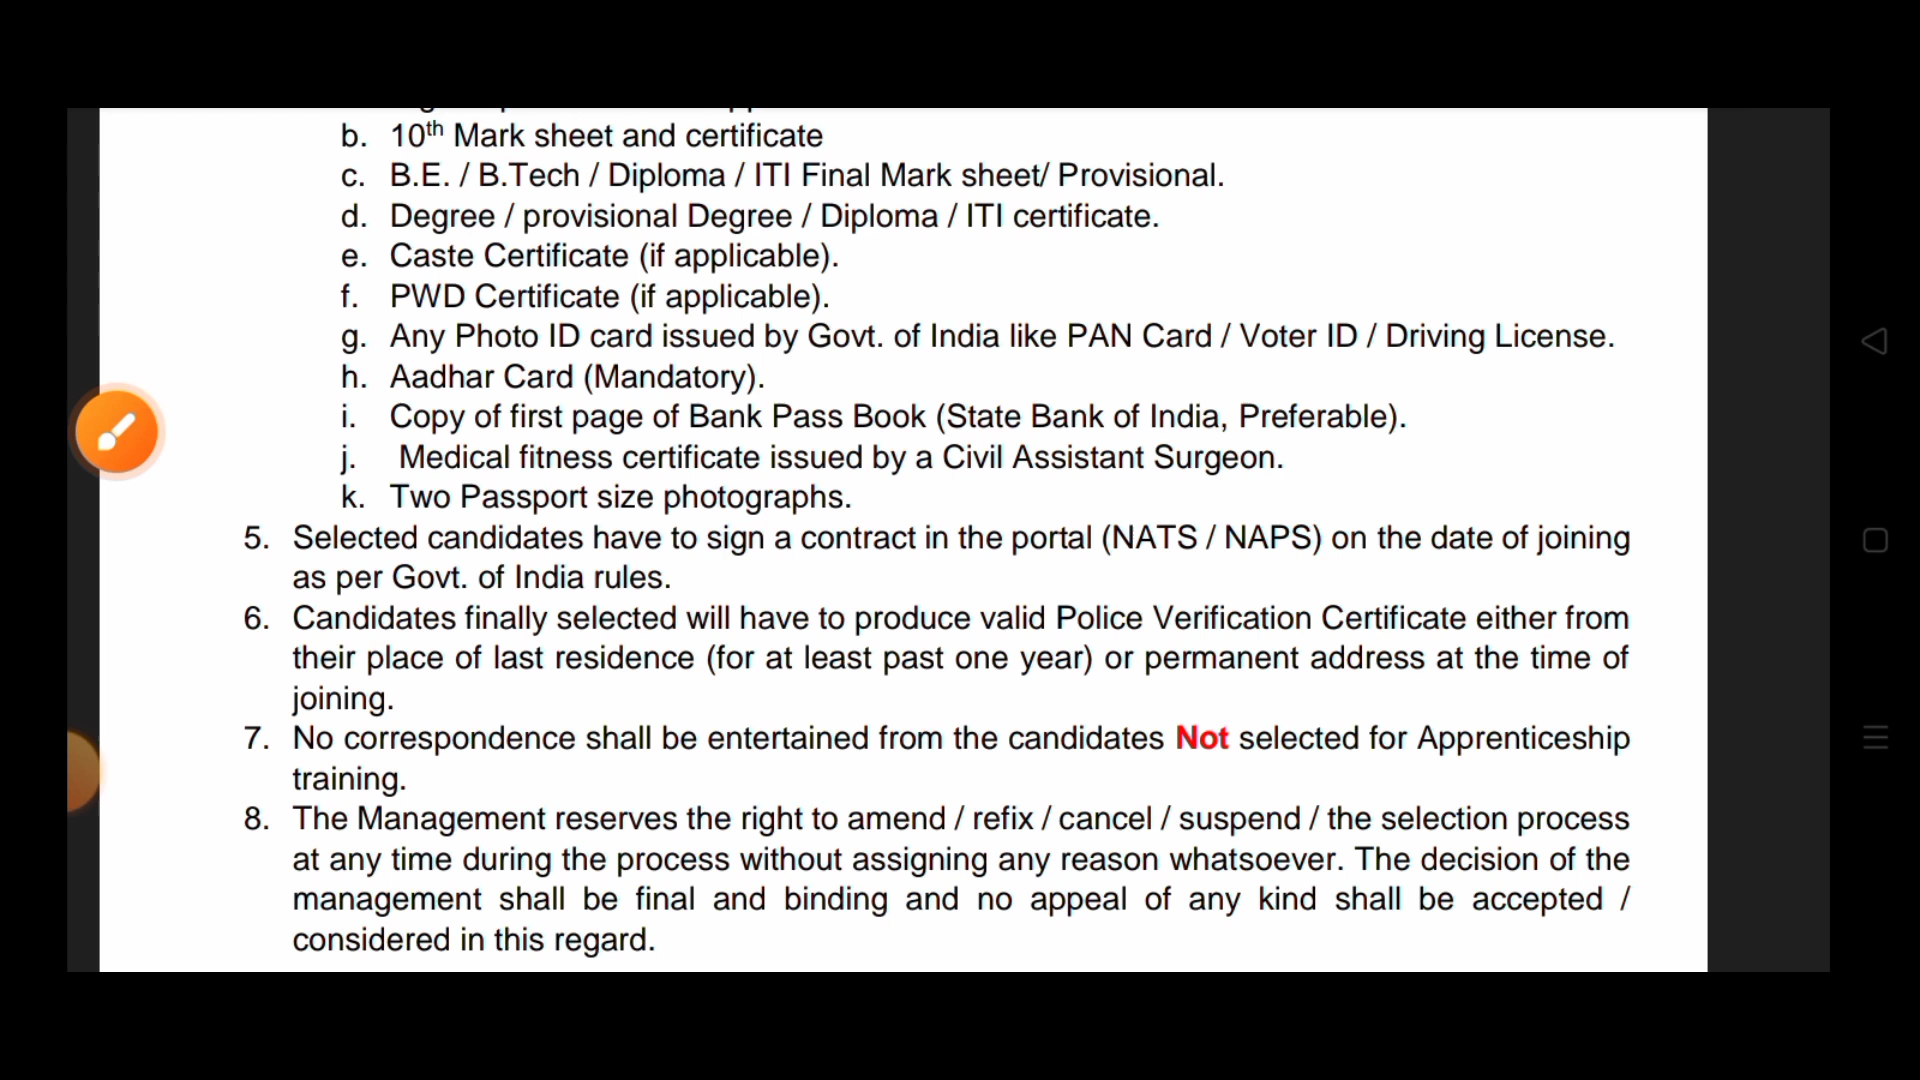 b. 10th Mark sheet and certificate
c. B.E. / B.Tech / Diploma / ITI Final Mark sheet/ Provisional.
d. Degree / provisional Degree / Diploma / ITI certificate.
e. Caste Certificate (if applicable).
f. PWD Certificate (if applicable).
g. Any Photo ID card issued by Govt. of India like PAN Card / Voter ID / Driving License.
h. Aadhar Card (Mandatory).
i. Copy of first page of Bank Pass Book (State Bank of India, Preferable).
j. Medical fitness certificate issued by a Civil Assistant Surgeon.
k. Two Passport size photographs.
5. Selected candidates have to sign a contract in the portal (NATS / NAPS) on the date of joining
as per Govt. of India rules.
6. Candidates finally selected will have to produce valid Police Verification Certificate either from
their place of last residence (for at least past one year) or permanent address at the time of
joining.
7. No correspondence shall be entertained from the candidates Not selected for Apprenticeship
training.
8. The Management reserves the right to amend / refix / cancel / suspend / the selection process
at any time during the process without assigning any reason whatsoever. The decision of the
management shall be final and binding and no appeal of any kind shall be accepted /
considered in this regard.